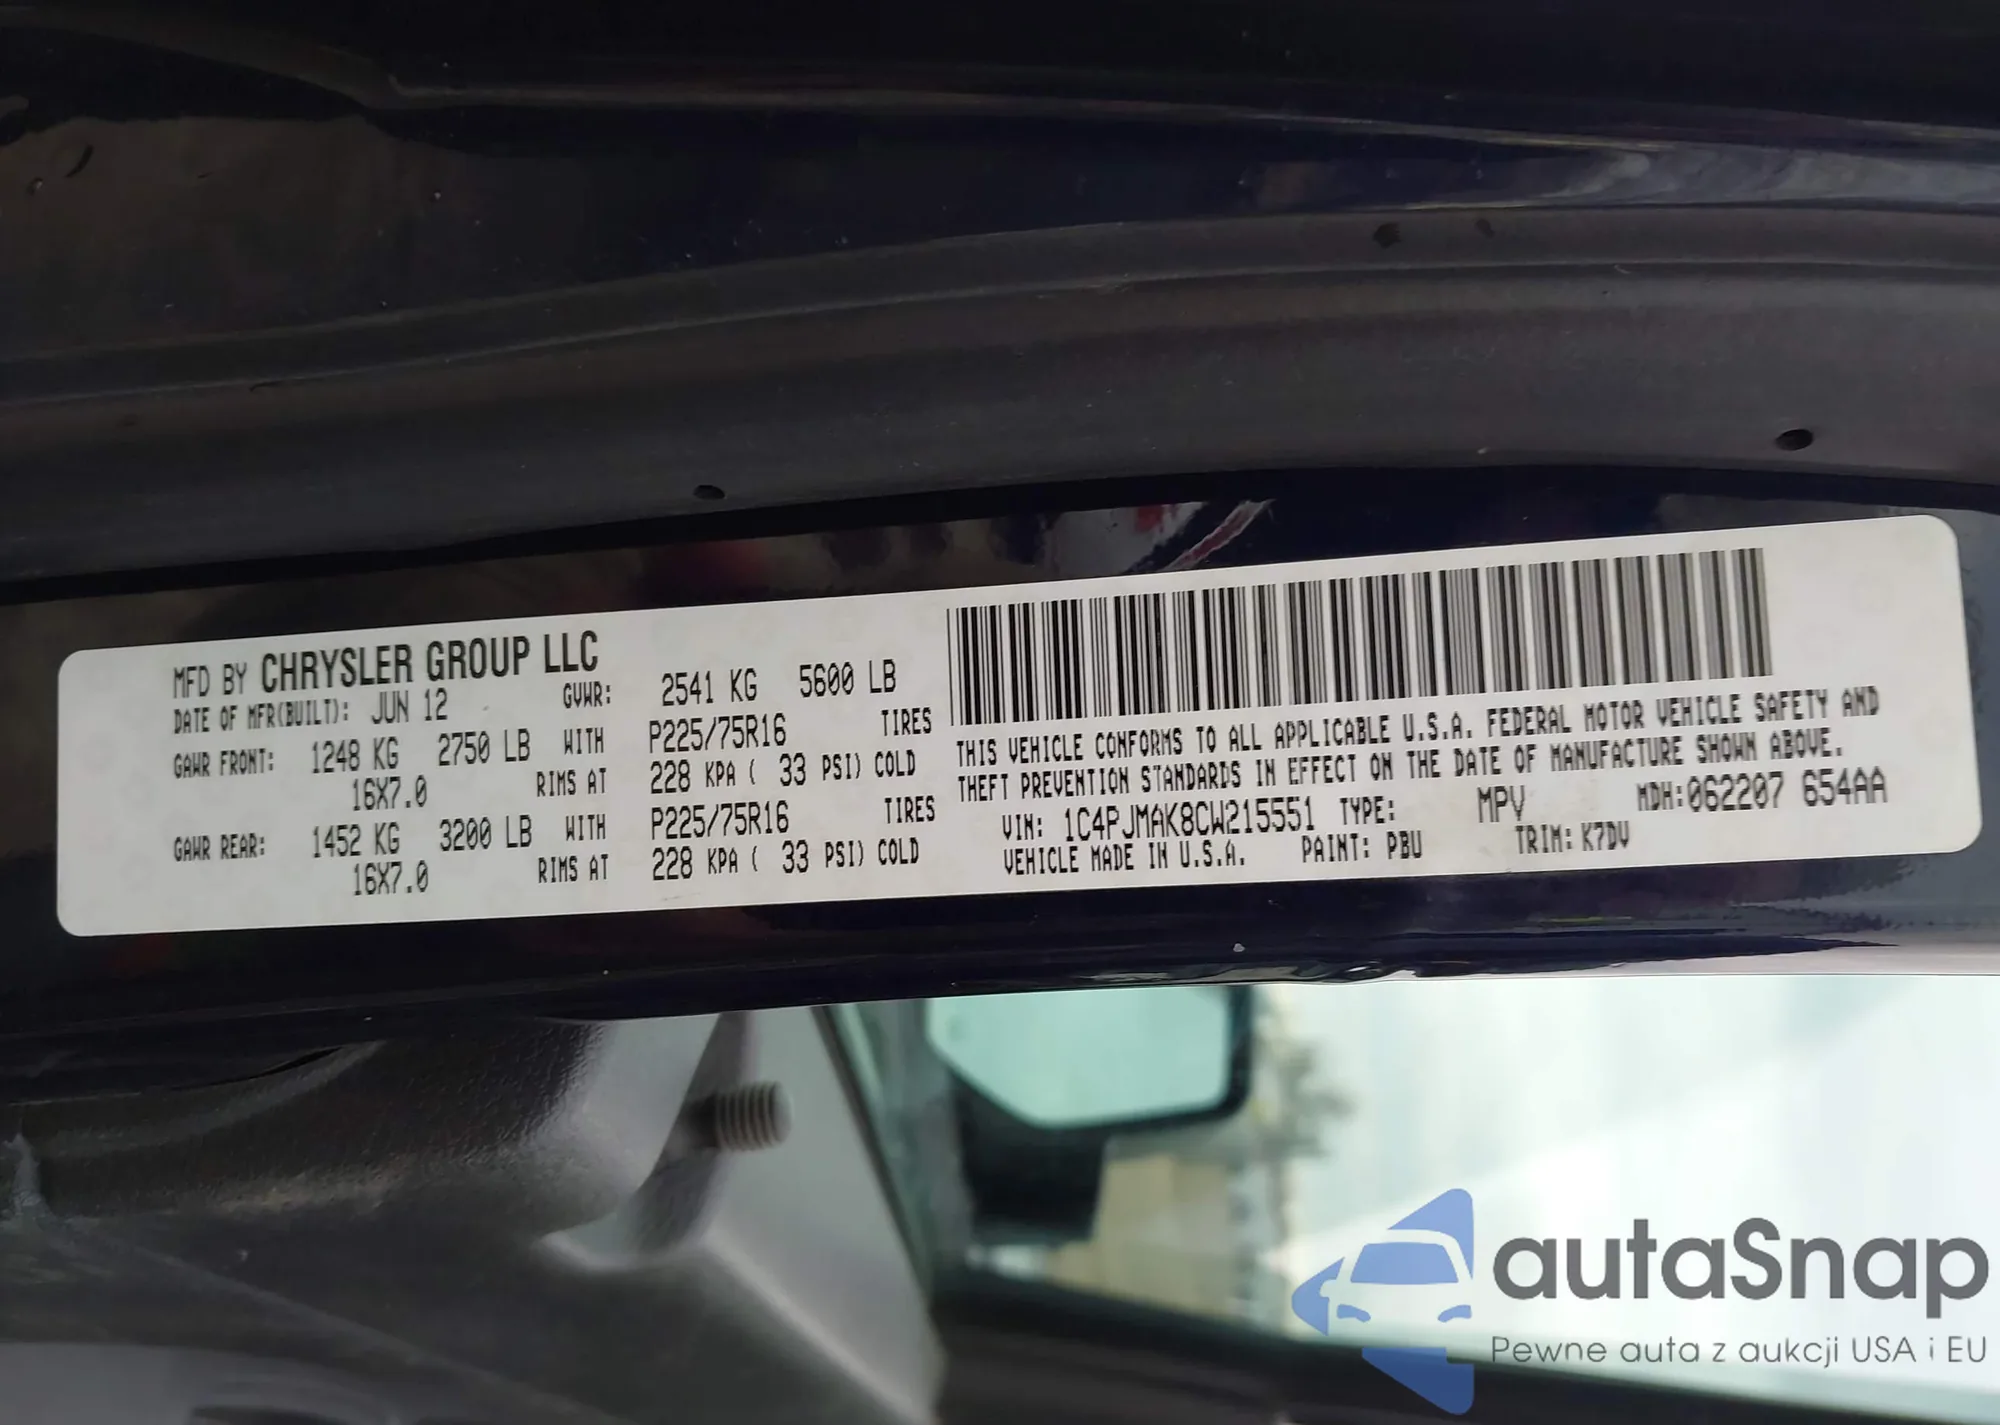 MFD BY CHRYSLER GROUP LLC
DATE OF MFR(BUILT): JUN 12 GVWR: 2541 KG 5600 LB
GAWR FRONT: 1248 KG 2750 LB WITH P225/75R16 TIRES
16X7.0 RIMS AT 228 KPA ( 33 PSI) COLD
GAWR REAR: 1452 KG 3200 LB WITH P225/75R16 TIRES
16X7.0 RIMS AT 228 KPA ( 33 PSI) COLD
THIS VEHICLE CONFORMS TO ALL APPLICABLE U.S.A. FEDERAL MOTOR VEHICLE SAFETY AND
THEFT PREVENTION STANDARDS IN EFFECT ON THE DATE OF MANUFACTURE SHOWN ABOVE.
VIN: 1C4PJMAK8CW215551 TYPE: MPV MDH:062207 654AA
VEHICLE MADE IN U.S.A. PAINT: PBU TRIM: K7DV
autaSnap
Pewne auta z aukcji USA i EU